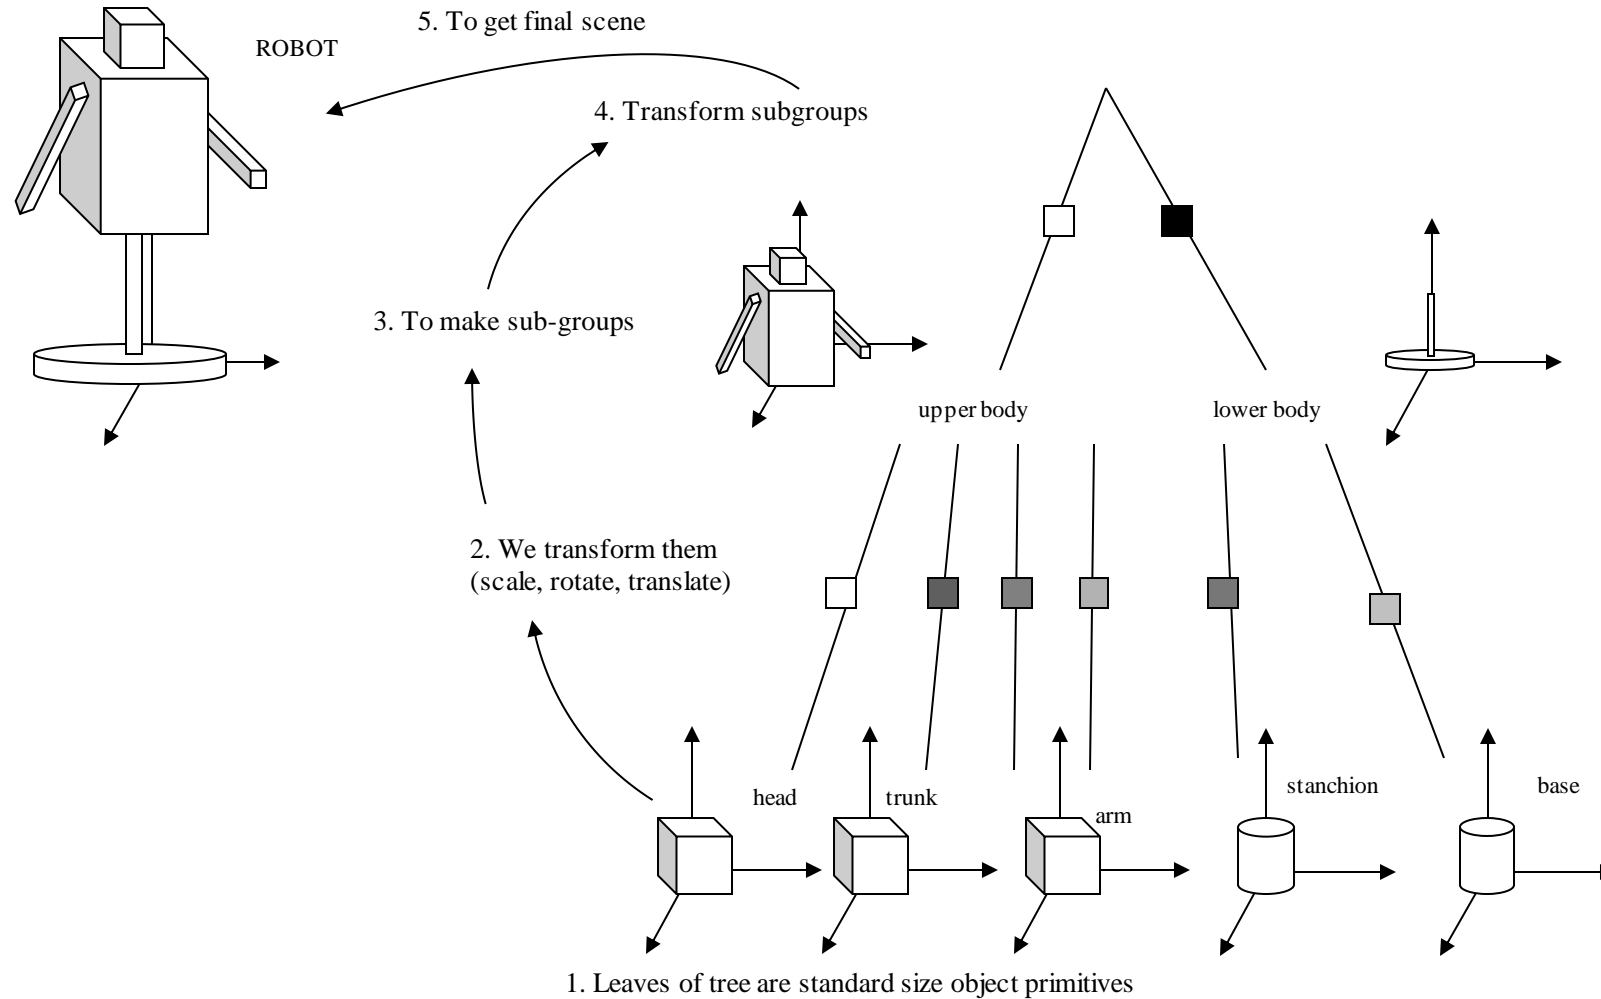 5. To get final scene
ROBOT
4. Transform subgroups
3. To make sub-groups
upper body
lower body
2. We transform them
(scale, rotate, translate)
head
trunk
arm
stanchion
base
1. Leaves of tree are standard size object primitives